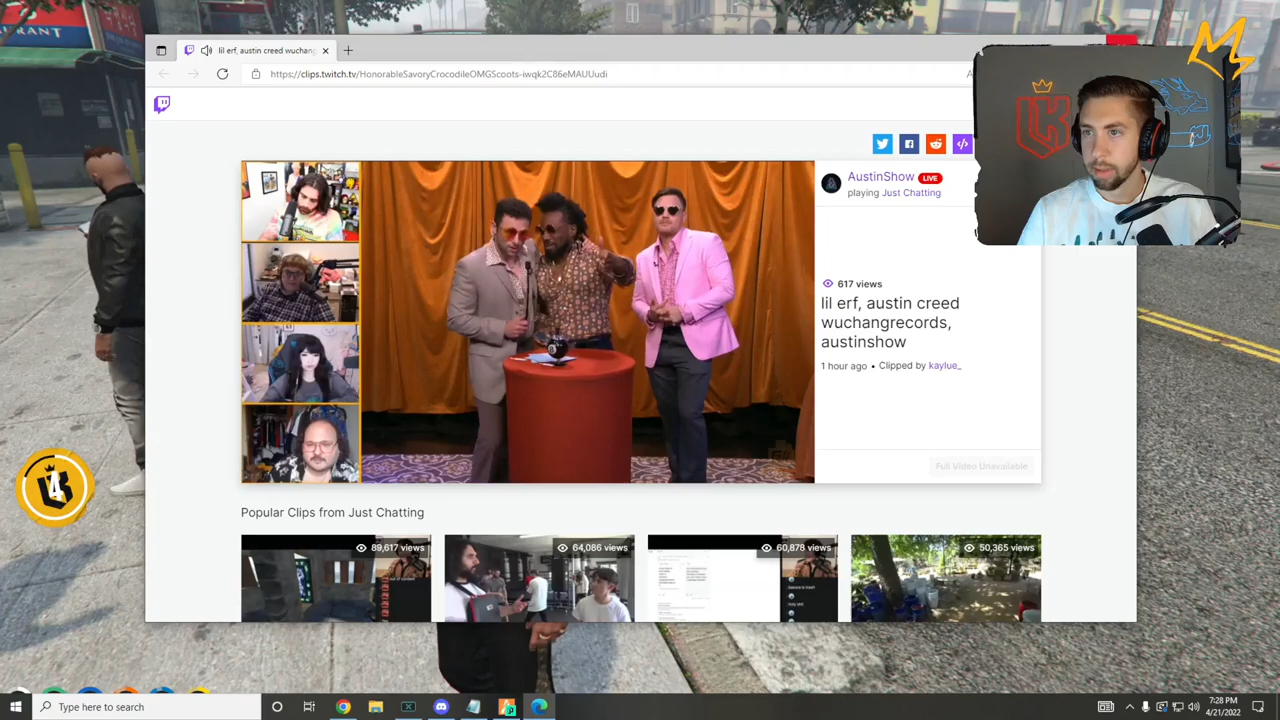 lil erf, austin creed wuchang
https://clips.twitch.tv/HonorableSavoryCrocodileOMGScoots-iwqk2C86eMAUUudi
AustinShow LIVE
playing Just Chatting
617 views
lil erf, austin creed
wuchangrecords,
austinshow
1 hour ago • Clipped by kaylue_
Full Video Unavailable
Popular Clips from Just Chatting
89,617 views
64,086 views
60,878 views
50,365 views
LK
4
Type here to search
7:28 PM
4/21/2022